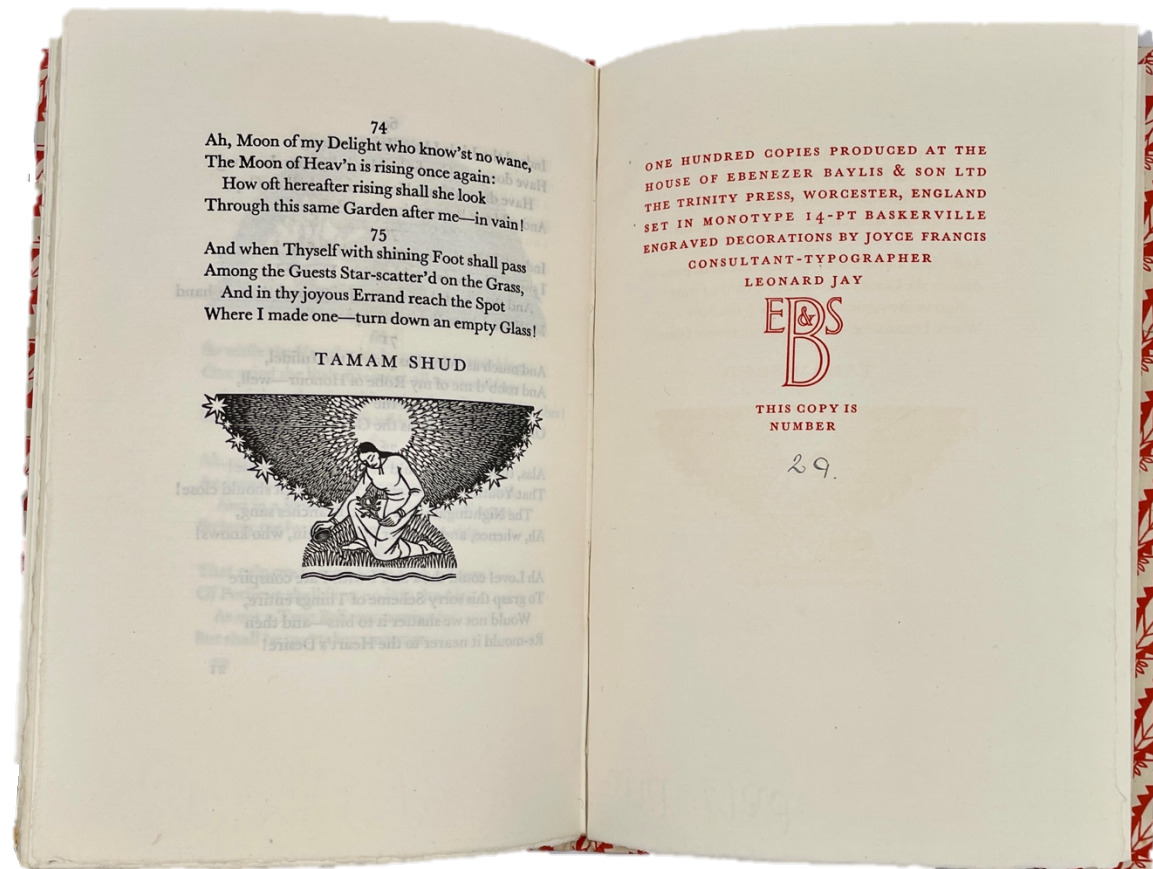 74
Ah, Moon of my Delight who know'st no wane,
The Moon of Heav'n is rising once again:
How oft hereafter rising shall she look
Through this same Garden after me—in vain!
75
And when Thyself with shining Foot shall pass
Among the Guests Star-scatter'd on the Grass,
And in thy joyous Errand reach the Spot
Where I made one—turn down an empty Glass!
TAMAM SHUD
ONE HUNDRED COPIES PRODUCED AT THE
HOUSE OF EBENEZER BAYLIS & SON LTD
THE TRINITY PRESS, WORCESTER, ENGLAND
SET IN MONOTYPE 14-PT BASKERVILLE
ENGRAVED DECORATIONS BY JOYCE FRANCIS
CONSULTANT-TYPOGRAPHER
LEONARD JAY
EB&S
THIS COPY IS
NUMBER
29.